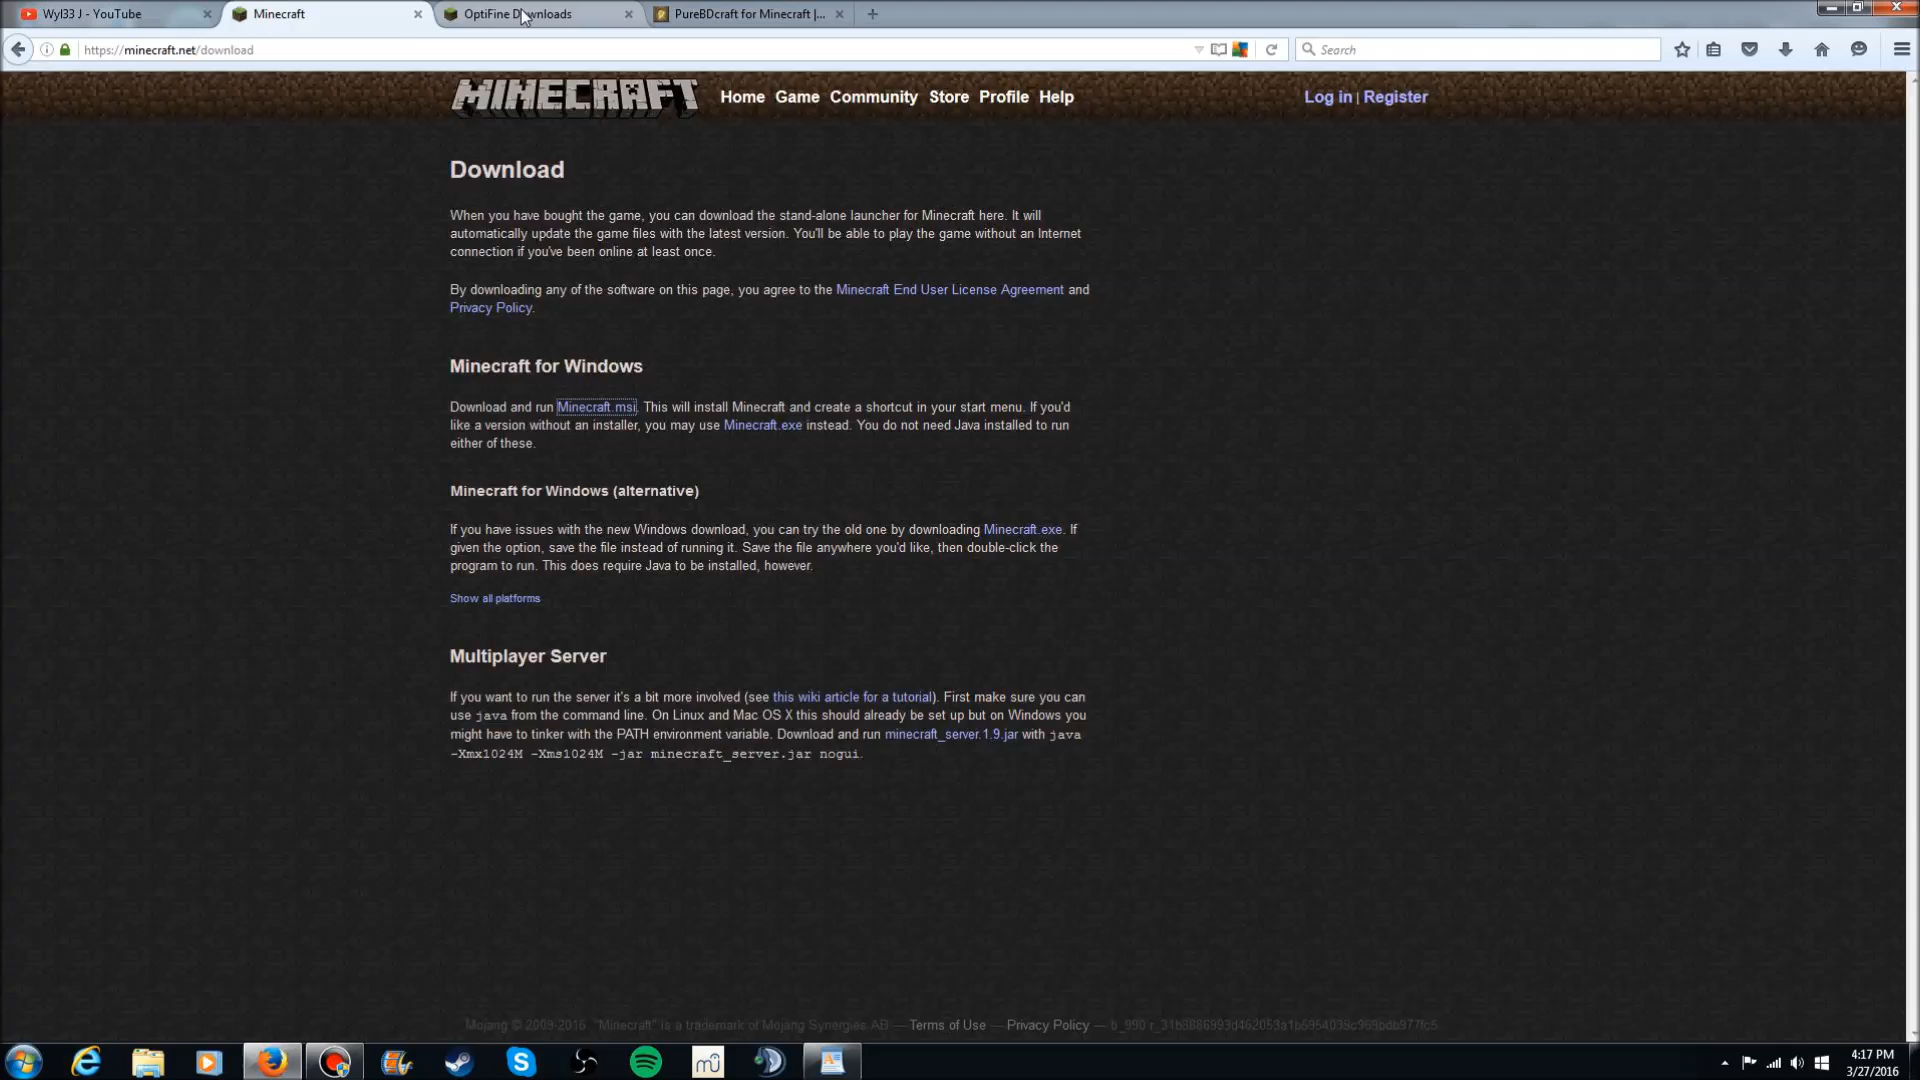 Wyl33 J - YouTube
Minecraft
OptiFine Downloads
PureBDcraft for Minecraft |...
https://minecraft.net/download
Search
MINECRAFT
Home Game Community Store Profile Help
Log in | Register
Download
When you have bought the game, you can download the stand-alone launcher for Minecraft here. It will
automatically update the game files with the latest version. You'll be able to play the game without an Internet
connection if you've been online at least once.
By downloading any of the software on this page, you agree to the Minecraft End User License Agreement and
Privacy Policy.
Minecraft for Windows
Download and run Minecraft.msi. This will install Minecraft and create a shortcut in your start menu. If you'd
like a version without an installer, you may use Minecraft.exe instead. You do not need Java installed to run
either of these.
Minecraft for Windows (alternative)
If you have issues with the new Windows download, you can try the old one by downloading Minecraft.exe. If
given the option, save the file instead of running it. Save the file anywhere you'd like, then double-click the
program to run. This does require Java to be installed, however.
Show all platforms
Multiplayer Server
If you want to run the server it's a bit more involved (see this wiki article for a tutorial). First make sure you can
use java from the command line. On Linux and Mac OS X this should already be set up but on Windows you
might have to tinker with the PATH environment variable. Download and run minecraft_server.1.9.jar with java
-Xmx1024M -Xms1024M -jar minecraft_server.jar nogui.
Mojang © 2009-2016 "Minecraft" is a trademark of Mojang Synergies AB — Terms of Use — Privacy Policy —
4:17 PM
3/27/2016